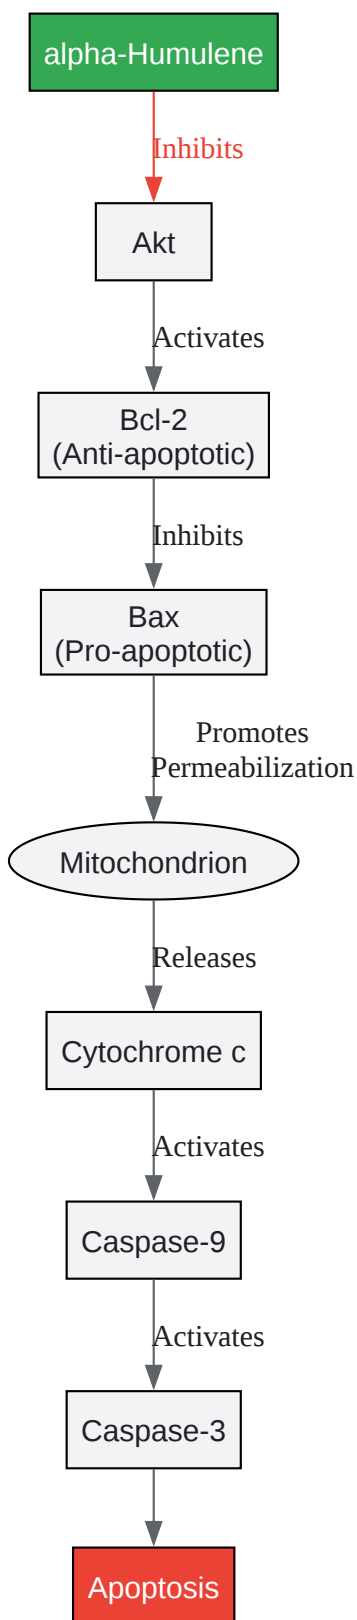 alpha-Humulene
Inhibits
Akt
Activates
Bcl-2
(Anti-apoptotic)
Inhibits
Bax
(Pro-apoptotic)
Promotes
Permeabilization
Mitochondrion
Releases
Cytochrome c
Activates
Caspase-9
Activates
Caspase-3
Apoptosis